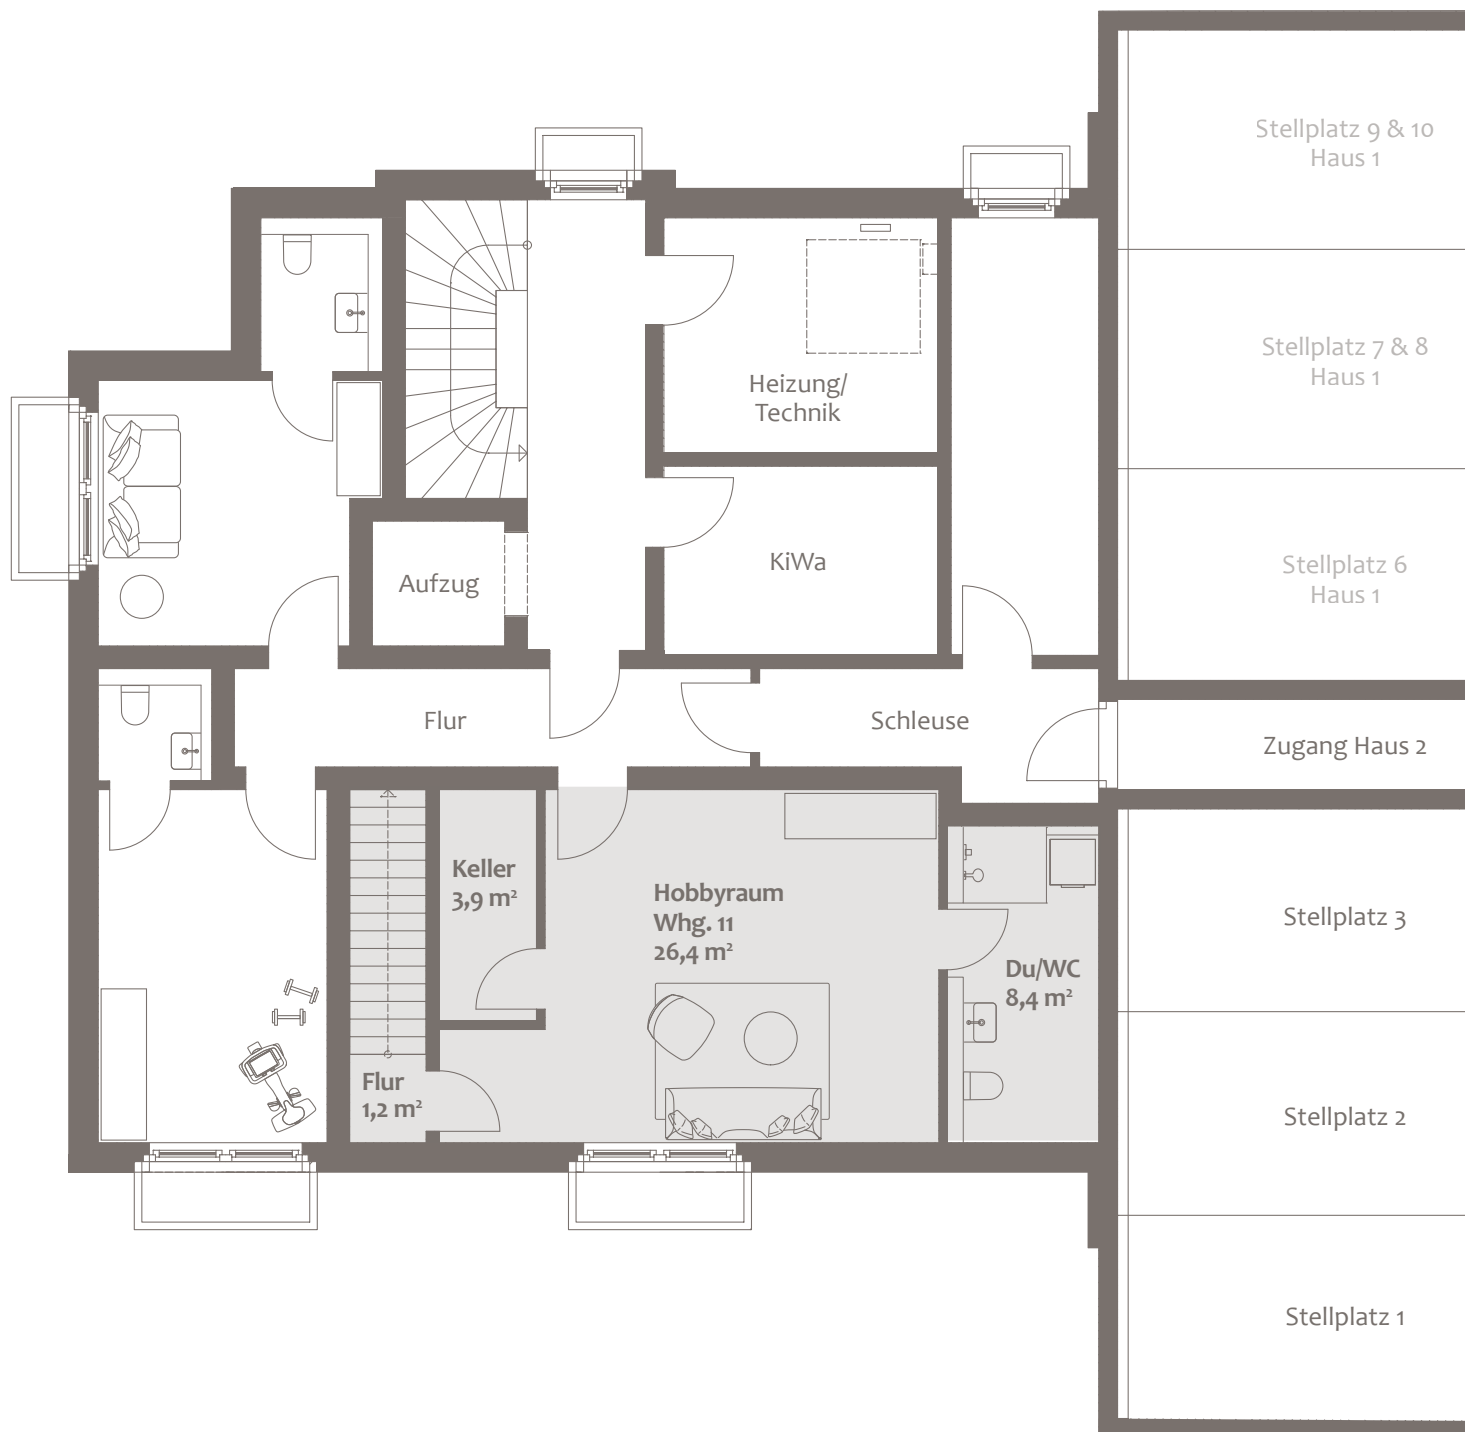 Stellplatz 9 & 10
Haus 1
Stellplatz 7 & 8
Haus 1
Heizung/
Technik
Stellplatz 6
Haus 1
KiWa
Aufzug
Flur
Schleuse
Zugang Haus 2
Keller
3,9 m²
Hobbyraum
Whg. 11
26,4 m²
Stellplatz 3
Du/WC
8,4 m²
Flur
1,2 m²
Stellplatz 2
Stellplatz 1